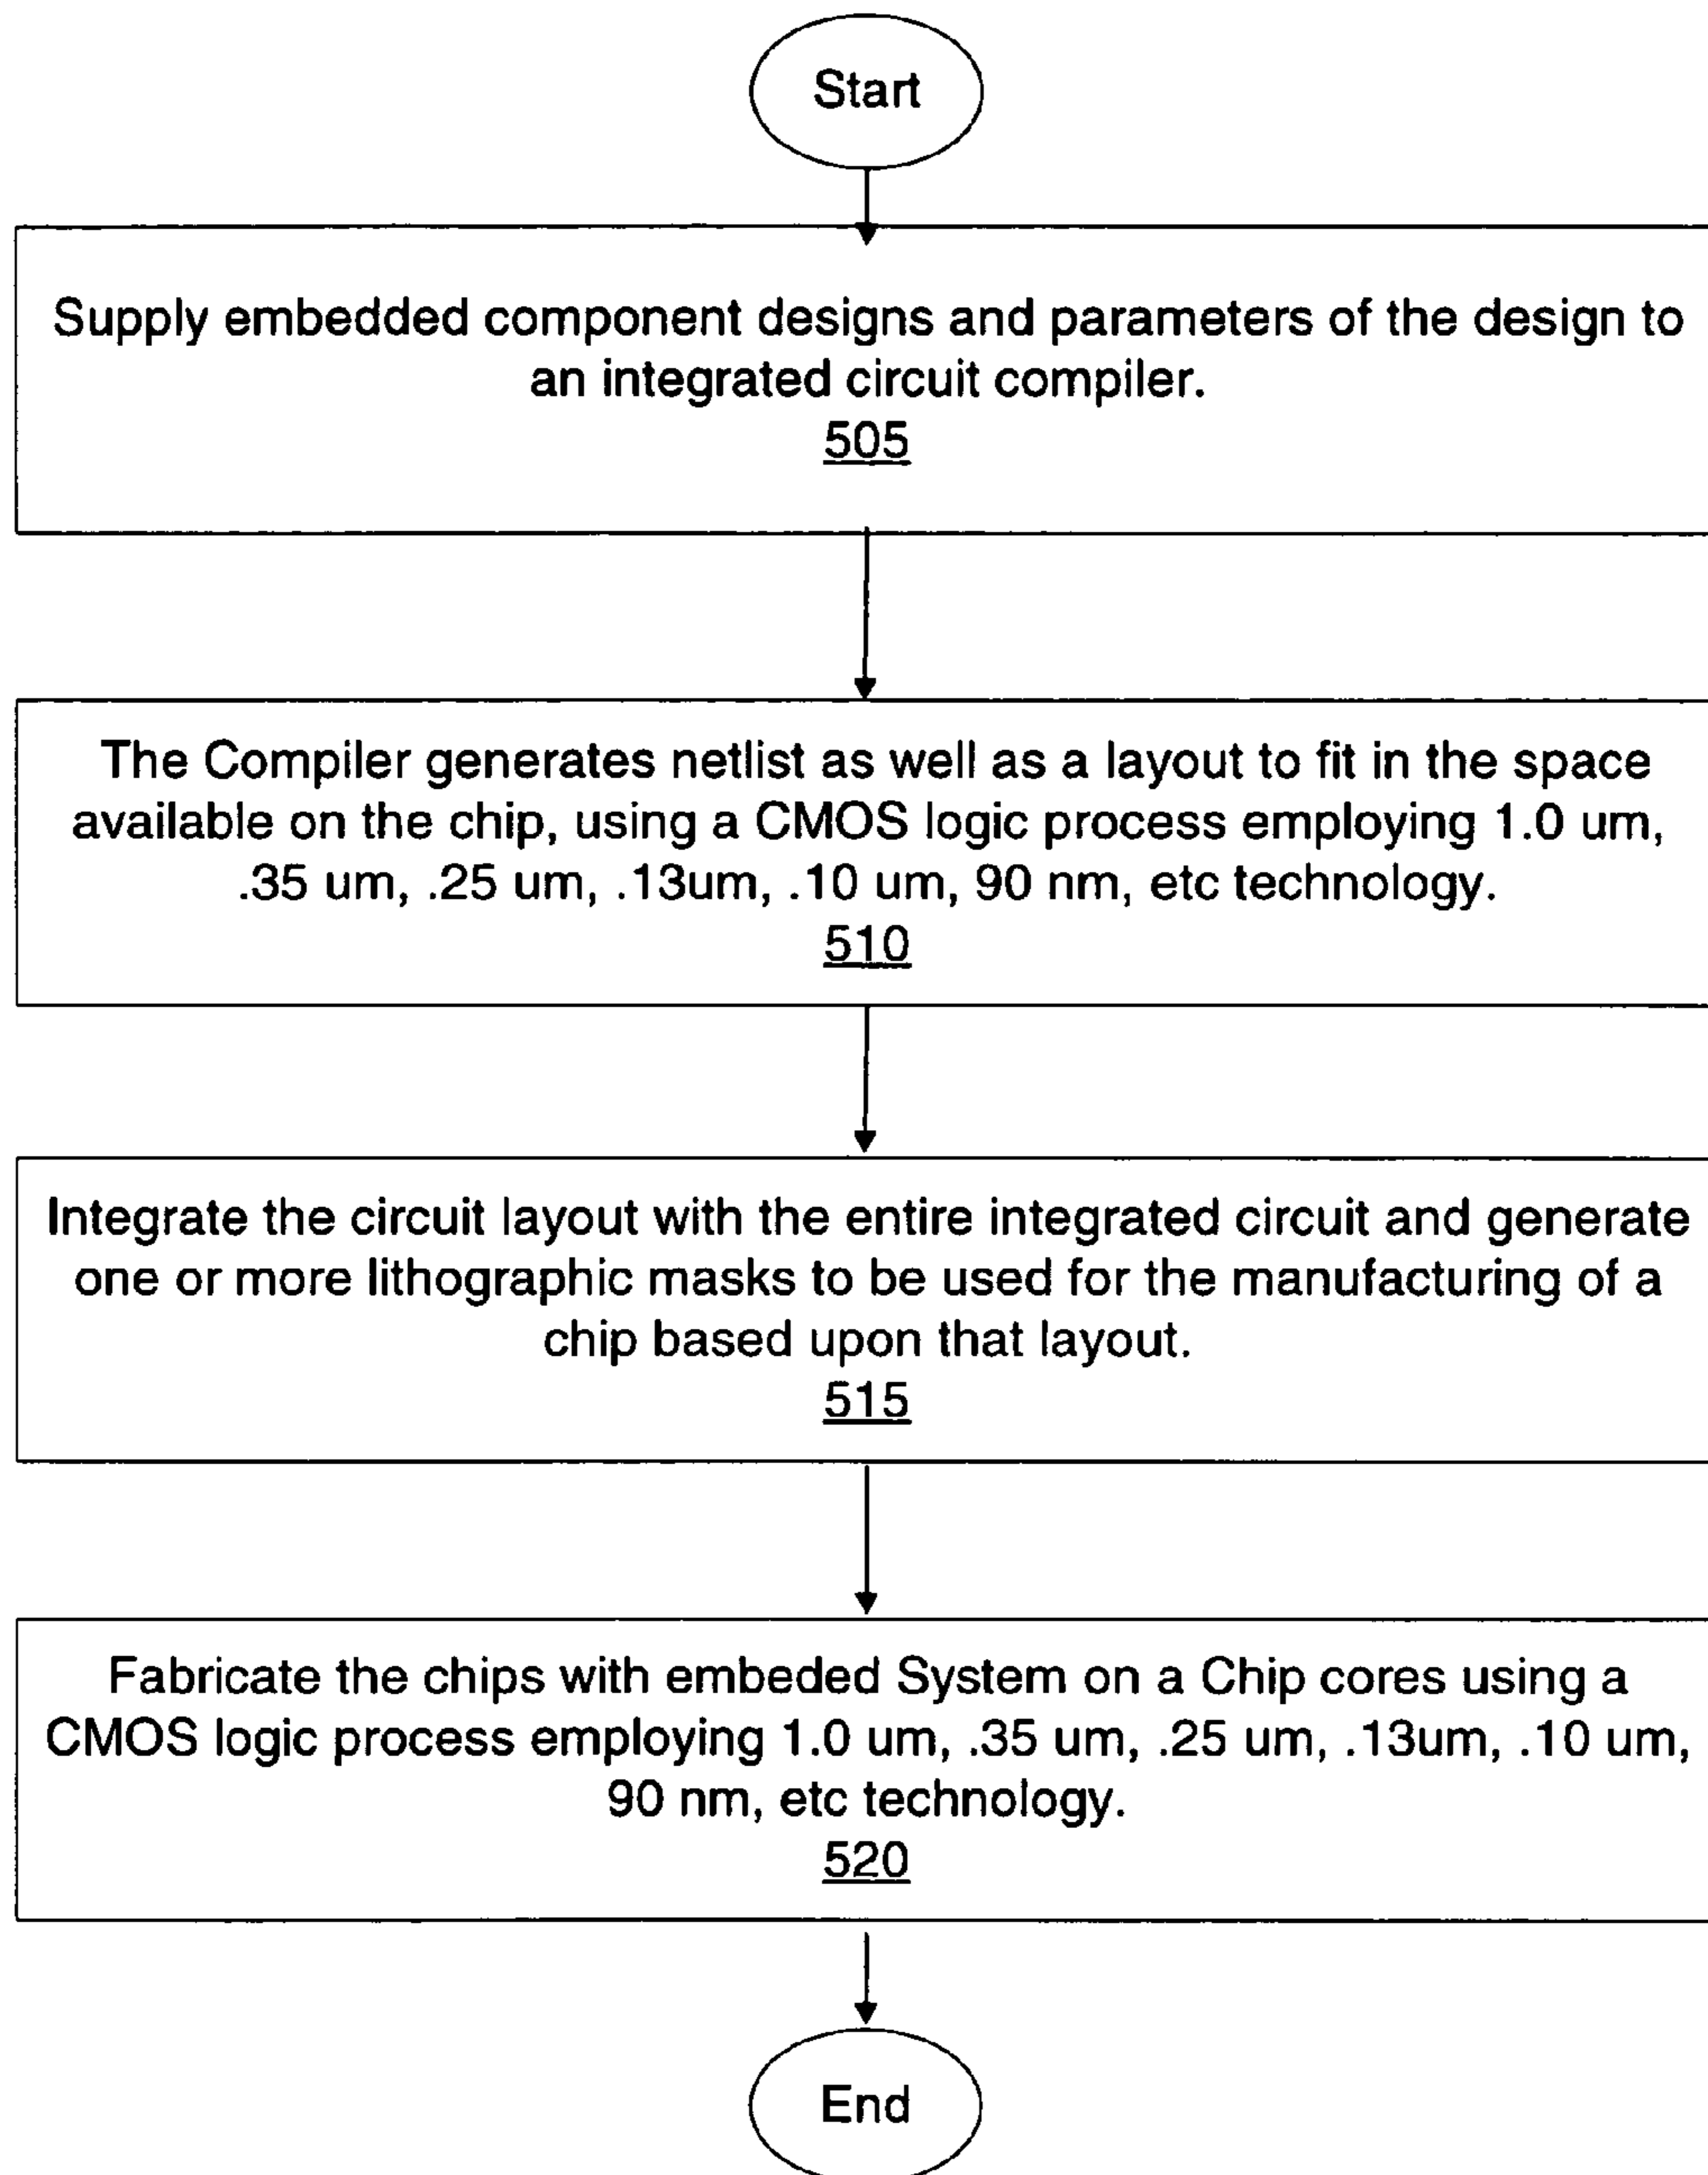 Start
Supply embedded component designs and parameters of the design to
an integrated circuit compiler.
505
The Compiler generates netlist as well as a layout to fit in the space
available on the chip, using a CMOS logic process employing 1.0 um,
.35 um, .25 um, .13um, .10 um, 90 nm, etc technology.
510
Integrate the circuit layout with the entire integrated circuit and generate
one or more lithographic masks to be used for the manufacturing of a
chip based upon that layout.
515
Fabricate the chips with embeded System on a Chip cores using a
CMOS logic process employing 1.0 um, .35 um, .25 um, .13um, .10 um,
90 nm, etc technology.
520
End